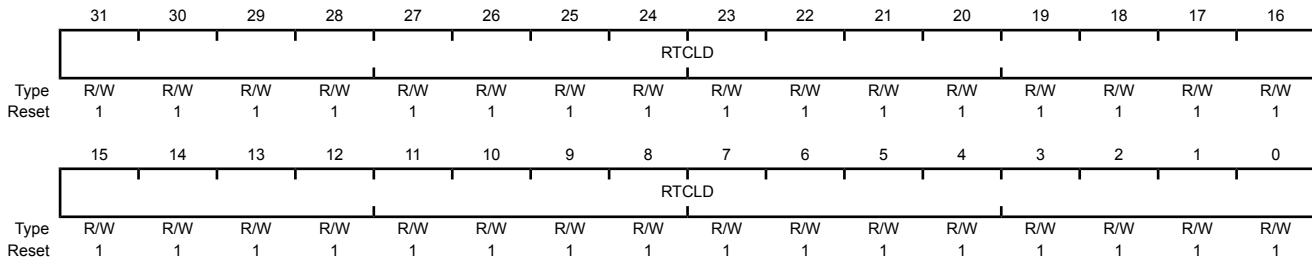 31 30 29 28 27 26 25 24 23 22 21 20 19 18 17 16
RTCLD
Type R/W R/W R/W R/W R/W R/W R/W R/W R/W R/W R/W R/W R/W R/W R/W R/W
Reset 1 1 1 1 1 1 1 1 1 1 1 1 1 1 1 1
15 14 13 12 11 10 9 8 7 6 5 4 3 2 1 0
RTCLD
Type R/W R/W R/W R/W R/W R/W R/W R/W R/W R/W R/W R/W R/W R/W R/W R/W
Reset 1 1 1 1 1 1 1 1 1 1 1 1 1 1 1 1